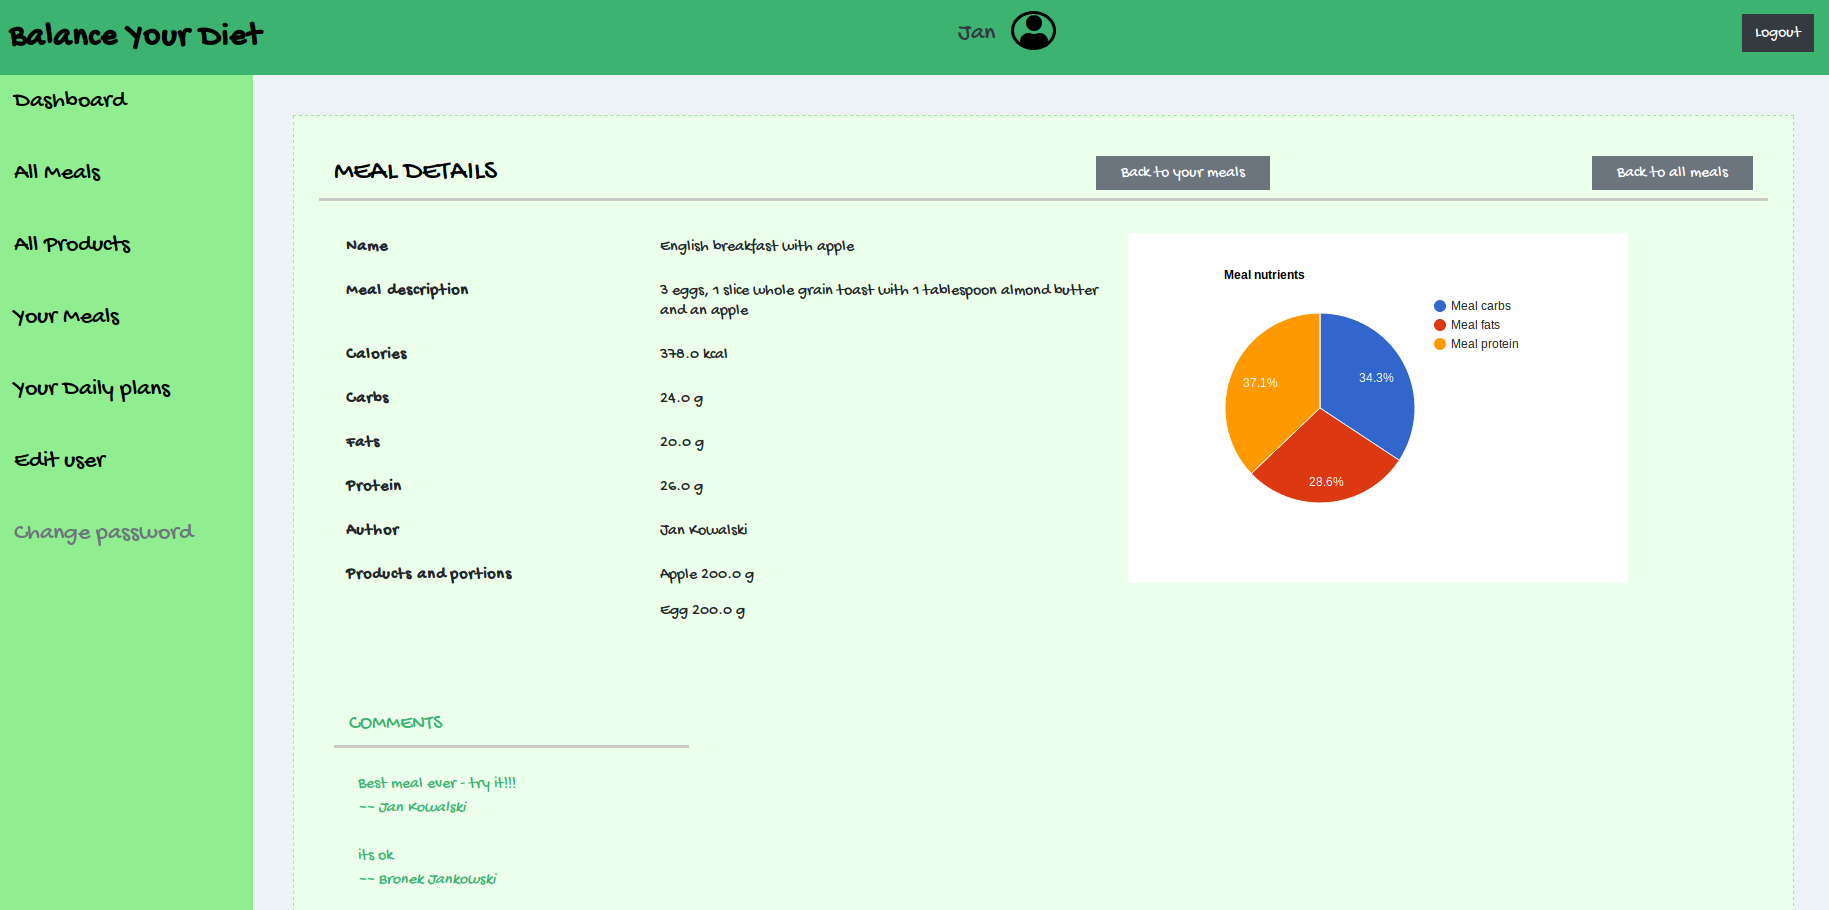 Balance Your Diet
Jan
Logout
Dashboard
All Meals
All Products
Your Meals
Your Daily plans
Edit user
Change password
MEAL DETAILS
Back to your meals
Back to all meals
Name
English breakfast with apple
Meal description
3 eggs, 1 slice whole grain toast with 1 tablespoon almond butter
and an apple
Calories
378.0 kcal
Carbs
24.0 g
Fats
20.0 g
Protein
26.0 g
Author
Jan Kowalski
Products and portions
Apple 200.0 g
Egg 200.0 g
Meal nutrients
Meal carbs
Meal fats
Meal protein
37.1%
34.3%
28.6%
COMMENTS
Best meal ever - try it!!!
~~ Jan Kowalski
its ok
~~ Bronek Jankowski